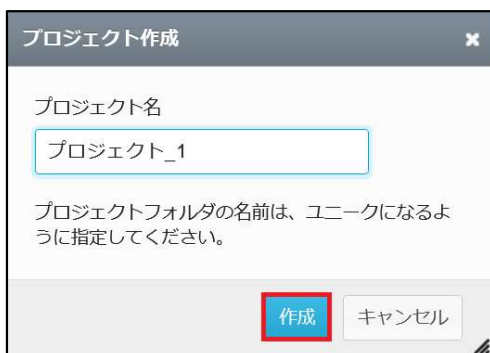 プロジェクト作成
プロジェクト名
プロジェクト_1
プロジェクトフォルダの名前は、ユニークになるよ
うに指定してください。
作成
キャンセル